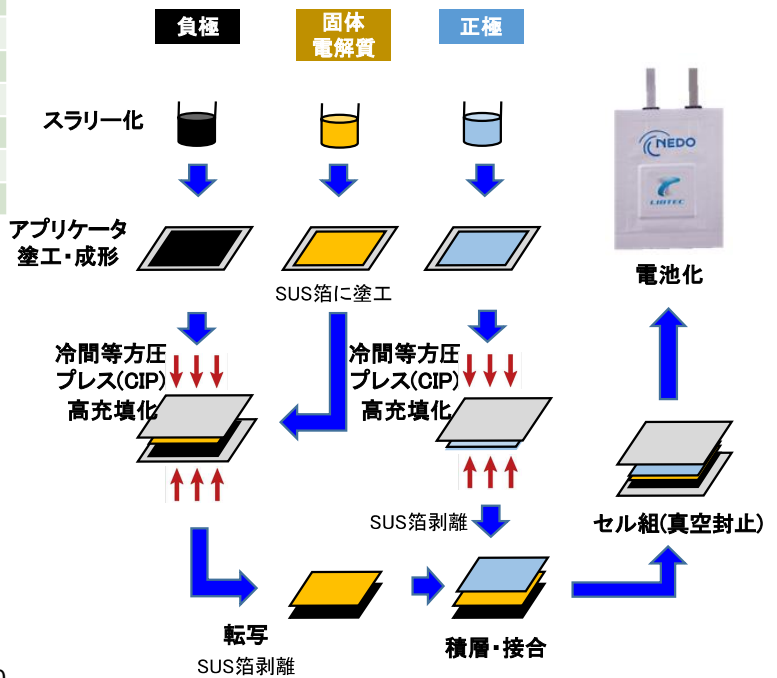 負極
固体
電解質
正極
スラリー化
NEDO
LIBTEC
アプリケータ
塗工・成形
電池化
SUS箔に塗工
冷間等方圧
プレス(CIP)
高充填化
冷間等方圧
プレス(CIP)
高充填化
SUS箔剥離
セル組(真空封止)
転写
SUS箔剥離
積層・接合